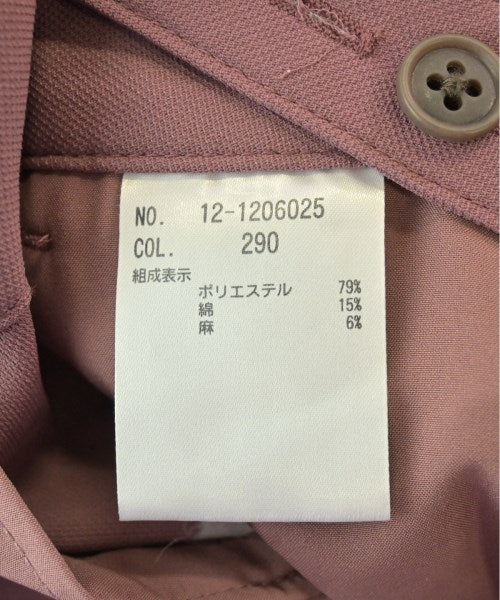 NO. 12-1206025
COL. 290
組成表示
ポリエステル 79%
綿 15%
麻 6%